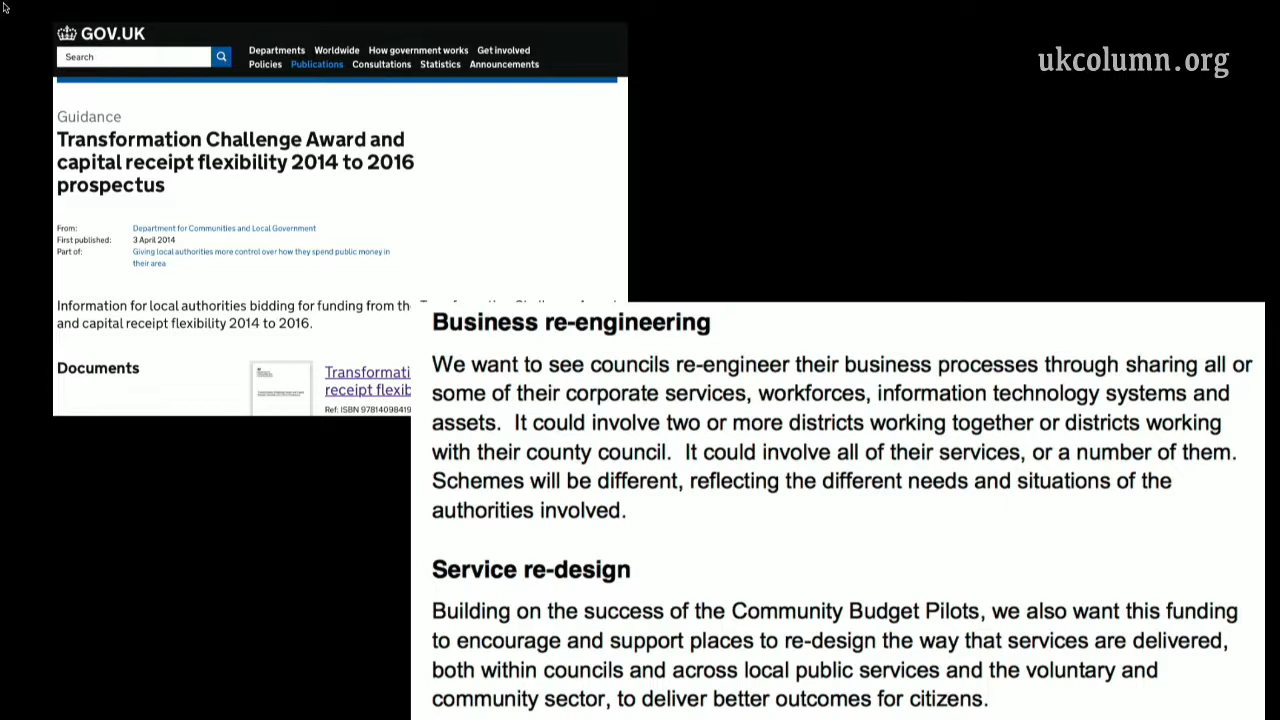 GOV.UK
Search
Departments Worldwide How government works Get involved
Policies Publications Consultations Statistics Announcements
ukcolumn.org
Guidance
Transformation Challenge Award and
capital receipt flexibility 2014 to 2016
prospectus
From: Department for Communities and Local Government
First published: 3 April 2014
Part of: Giving local authorities more control over how they spend public money in
their area
Information for local authorities bidding for funding from th
and capital receipt flexibility 2014 to 2016.
Documents
Transformati
receipt flexib
Ref: ISBN 97814098419
Business re-engineering
We want to see councils re-engineer their business processes through sharing all or
some of their corporate services, workforces, information technology systems and
assets. It could involve two or more districts working together or districts working
with their county council. It could involve all of their services, or a number of them.
Schemes will be different, reflecting the different needs and situations of the
authorities involved.
Service re-design
Building on the success of the Community Budget Pilots, we also want this funding
to encourage and support places to re-design the way that services are delivered,
both within councils and across local public services and the voluntary and
community sector, to deliver better outcomes for citizens.